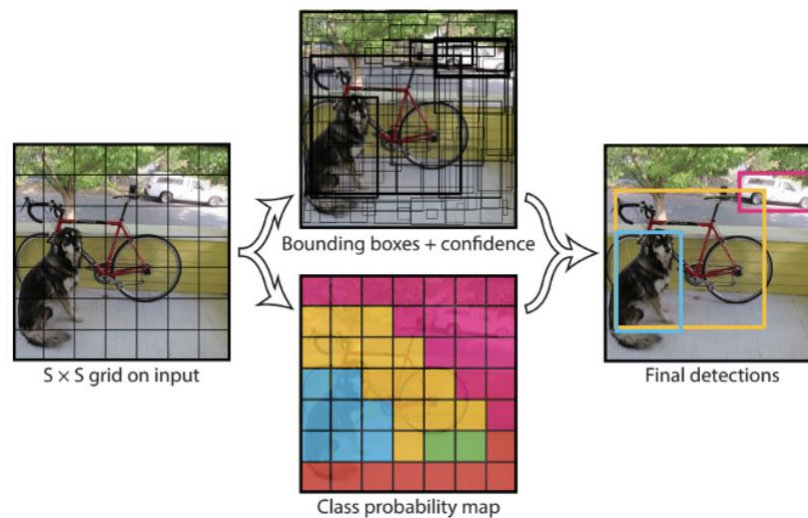 S × S grid on input
Bounding boxes + confidence
Class probability map
Final detections